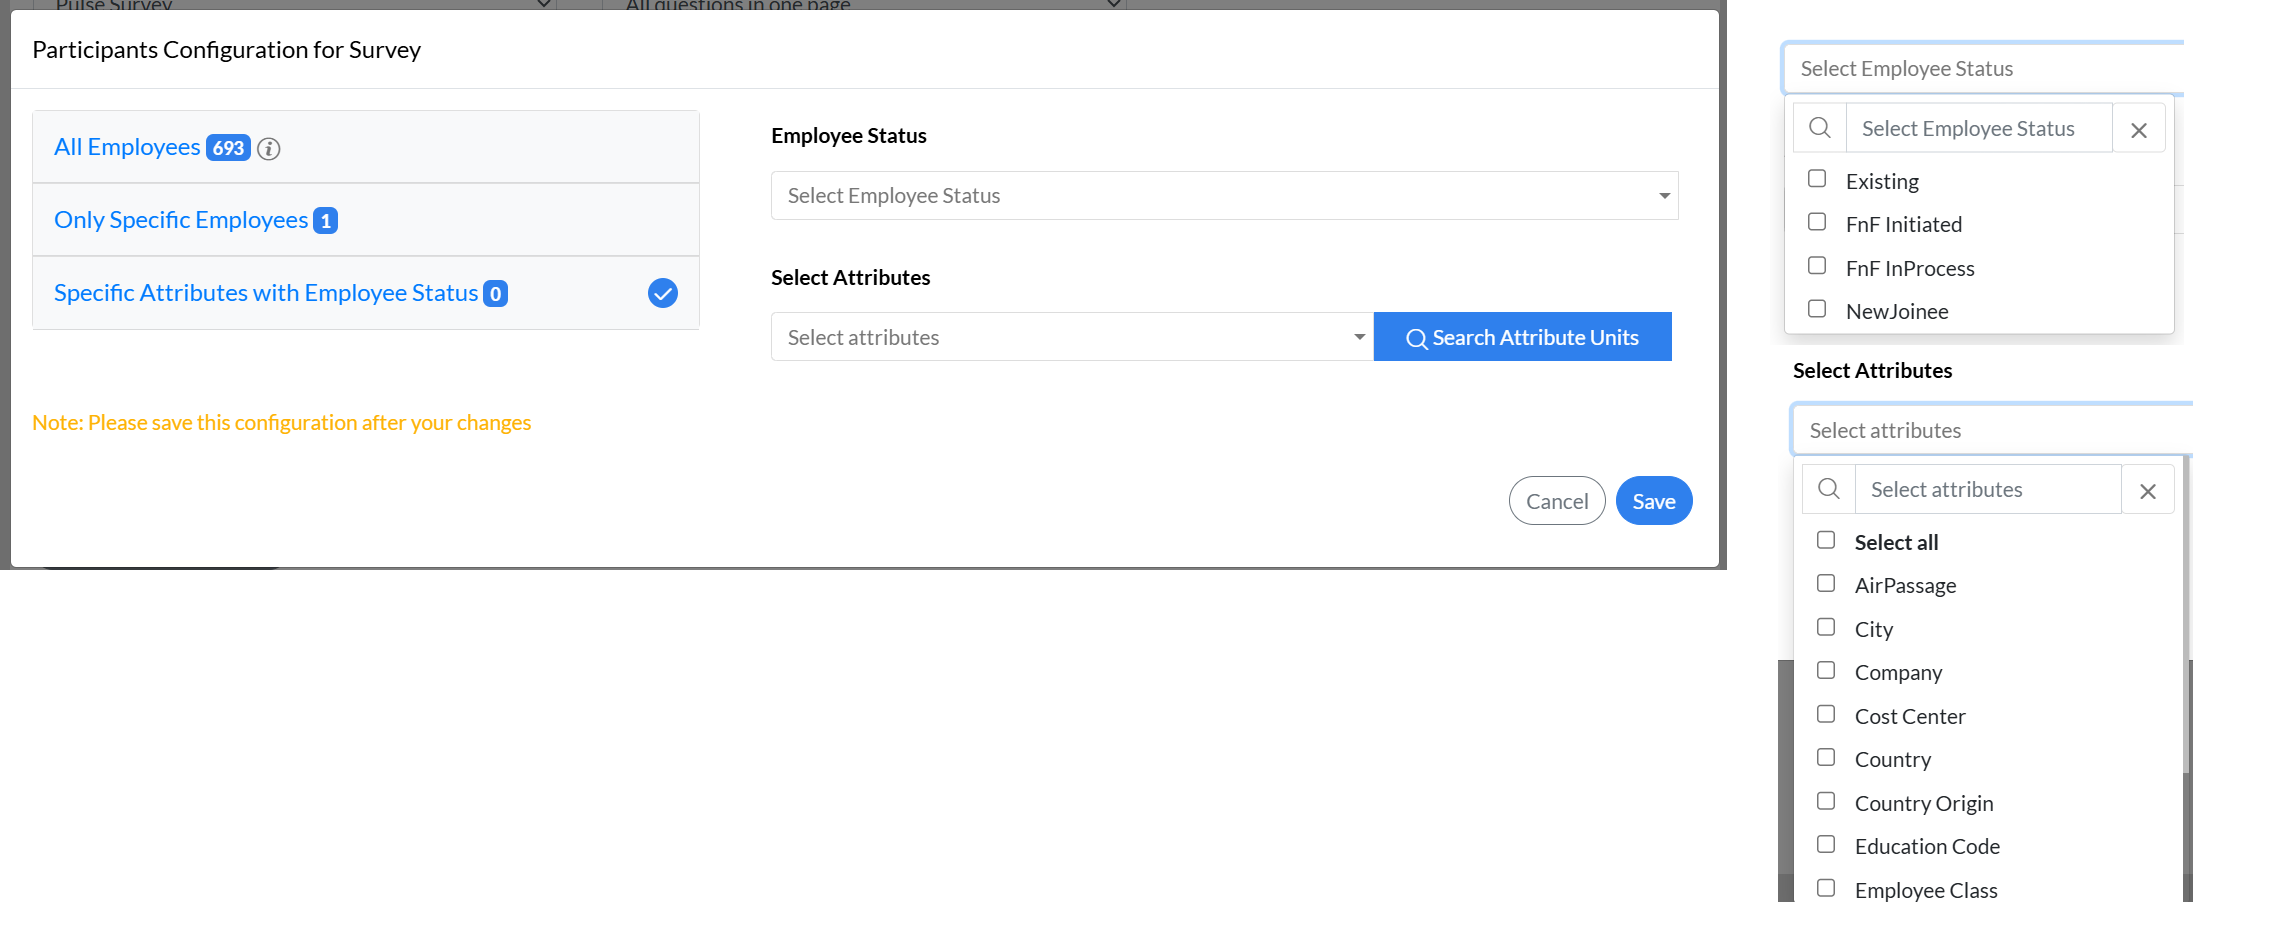 Pulse Survey
All questions in one page
Participants Configuration for Survey
All Employees 693
Only Specific Employees 1
Specific Attributes with Employee Status 0
Note: Please save this configuration after your changes
Employee Status
Select Employee Status
Select Attributes
Select attributes
Search Attribute Units
Cancel
Save
Select Employee Status
Select Employee Status
Existing
FnF Initiated
FnF InProcess
NewJoinee
Select Attributes
Select attributes
Select attributes
Select all
AirPassage
City
Company
Cost Center
Country
Country Origin
Education Code
Employee Class